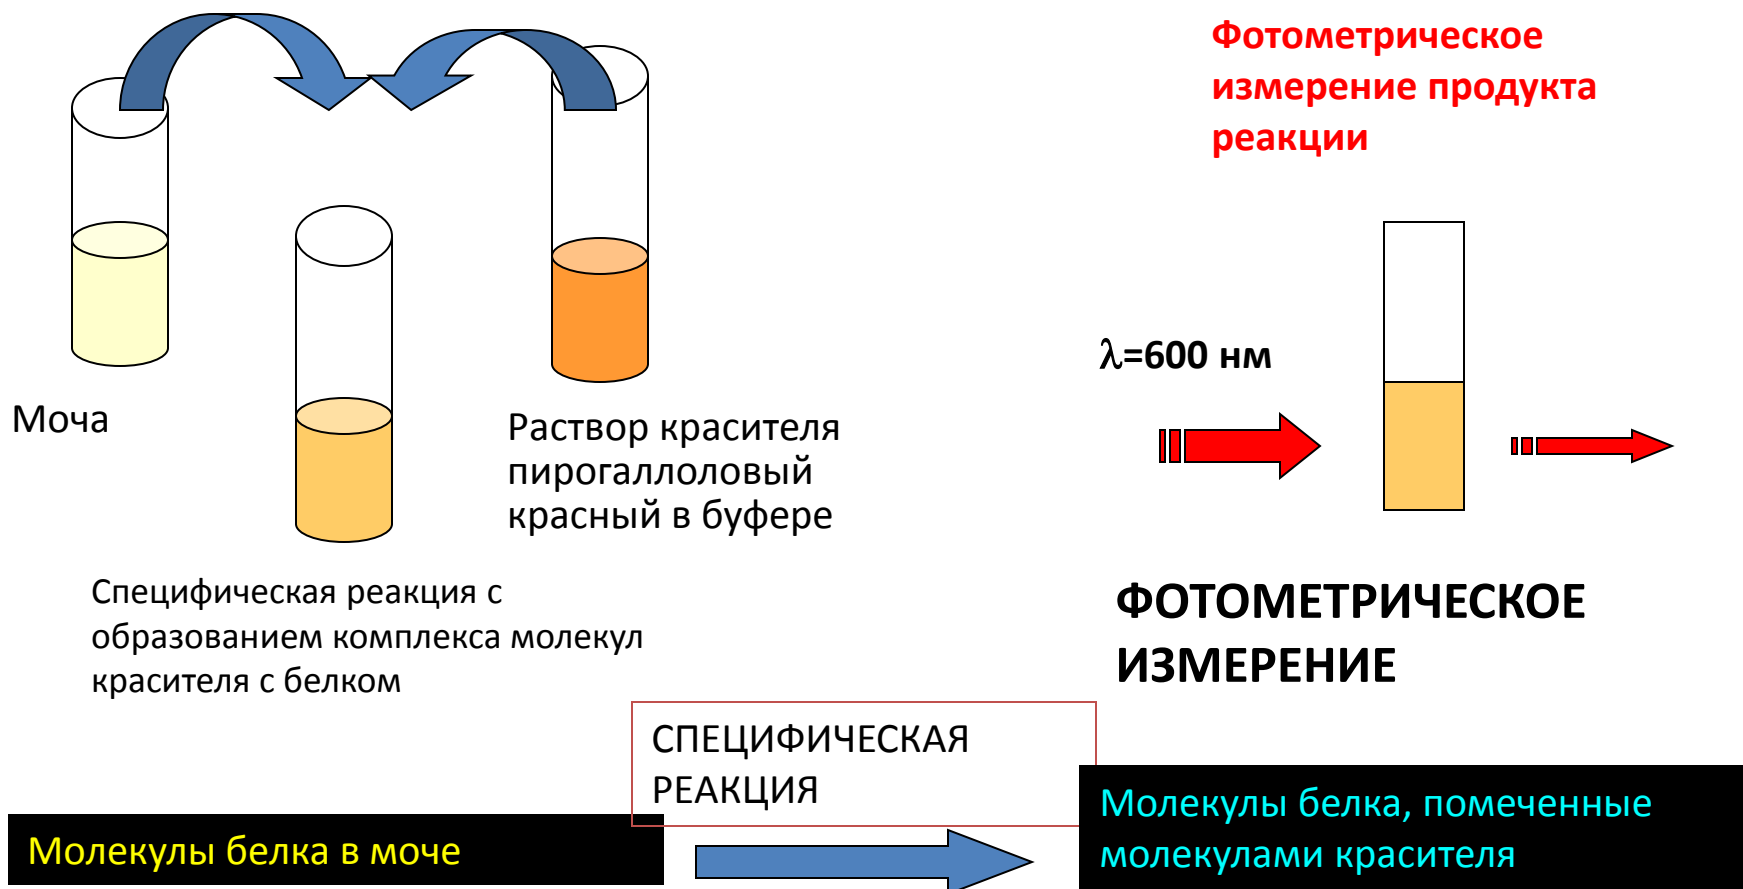 Фотометрическое
измерение продукта
реакции
λ=600 нм
Моча
Раствор красителя
пирогаллоловый
красный в буфере
Специфическая реакция с
образованием комплекса молекул
красителя с белком
ФОТОМЕТРИЧЕСКОЕ
ИЗМЕРЕНИЕ
СПЕЦИФИЧЕСКАЯ
РЕАКЦИЯ
Молекулы белка в моче
Молекулы белка, помеченные
молекулами красителя